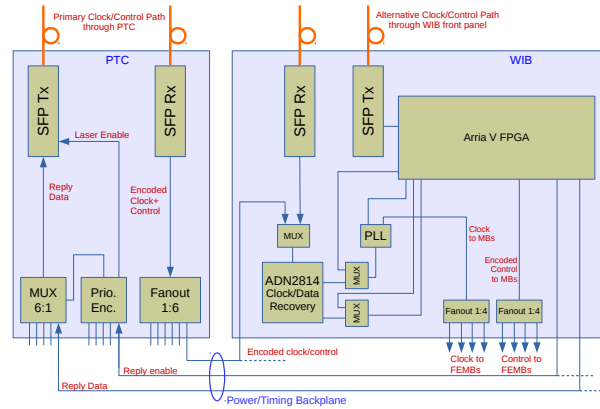 Primary Clock/Control Path
through PTC
Alternative Clock/Control Path
through WIB front panel
PTC
WIB
SFP Tx
SFP Rx
SFP Rx
SFP Tx
Arria V FPGA
Laser Enable
Reply
Data
Encoded
Clock+
Control
MUX
PLL
Clock
to MBs
Encoded
Control
to MBs
MUX
6:1
Prio.
Enc.
Fanout
1:6
ADN2814
Clock/Data
Recovery
MUX
MUX
Fanout 1:4
Fanout 1:4
Encoded clock/control
Clock to
FEMBs
Control to
FEMBs
Reply enable
Reply Data
Power/Timing Backplane